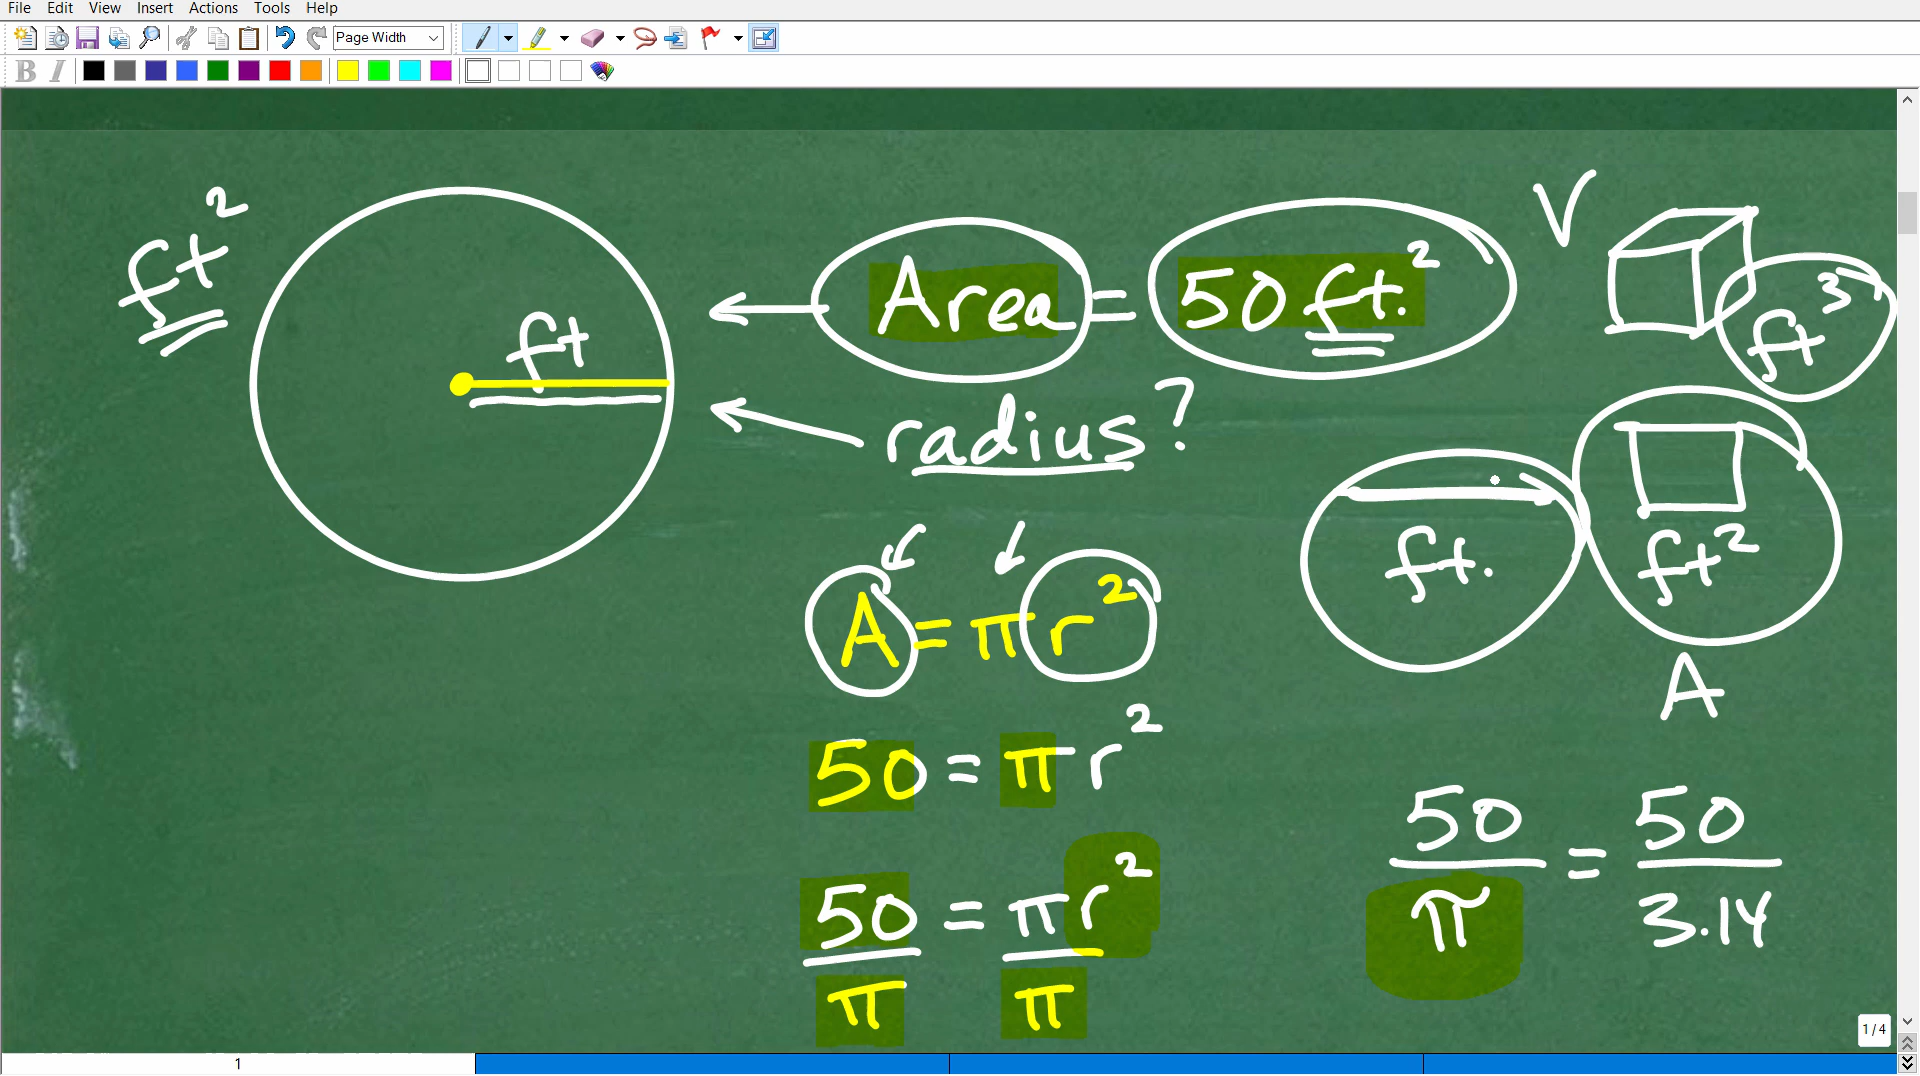 File Edit View Insert Actions Tools Help
Page Width
B I
ft²
ft
Area = 50 ft.²
V
ft³
radius?
ft.
ft²
A
A = πr²
50 = πr²
50/π = πr²/π
50/π = 50/3.14
1 / 4
1